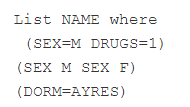 List NAME where
(SEX=M DRUGS=1)
(SEX M SEX F)
(DORM=AYRES)